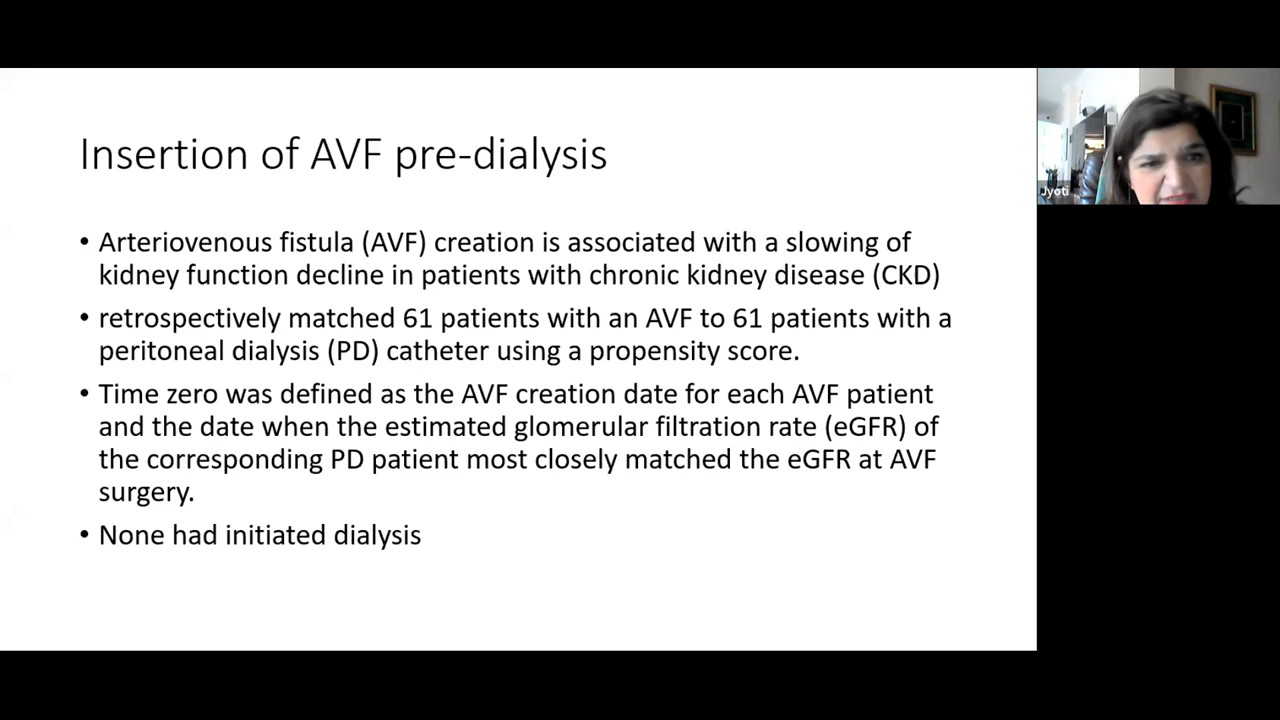 Insertion of AVF pre-dialysis
• Arteriovenous fistula (AVF) creation is associated with a slowing of
kidney function decline in patients with chronic kidney disease (CKD)
• retrospectively matched 61 patients with an AVF to 61 patients with a
peritoneal dialysis (PD) catheter using a propensity score.
• Time zero was defined as the AVF creation date for each AVF patient
and the date when the estimated glomerular filtration rate (eGFR) of
the corresponding PD patient most closely matched the eGFR at AVF
surgery.
• None had initiated dialysis
Jyoti